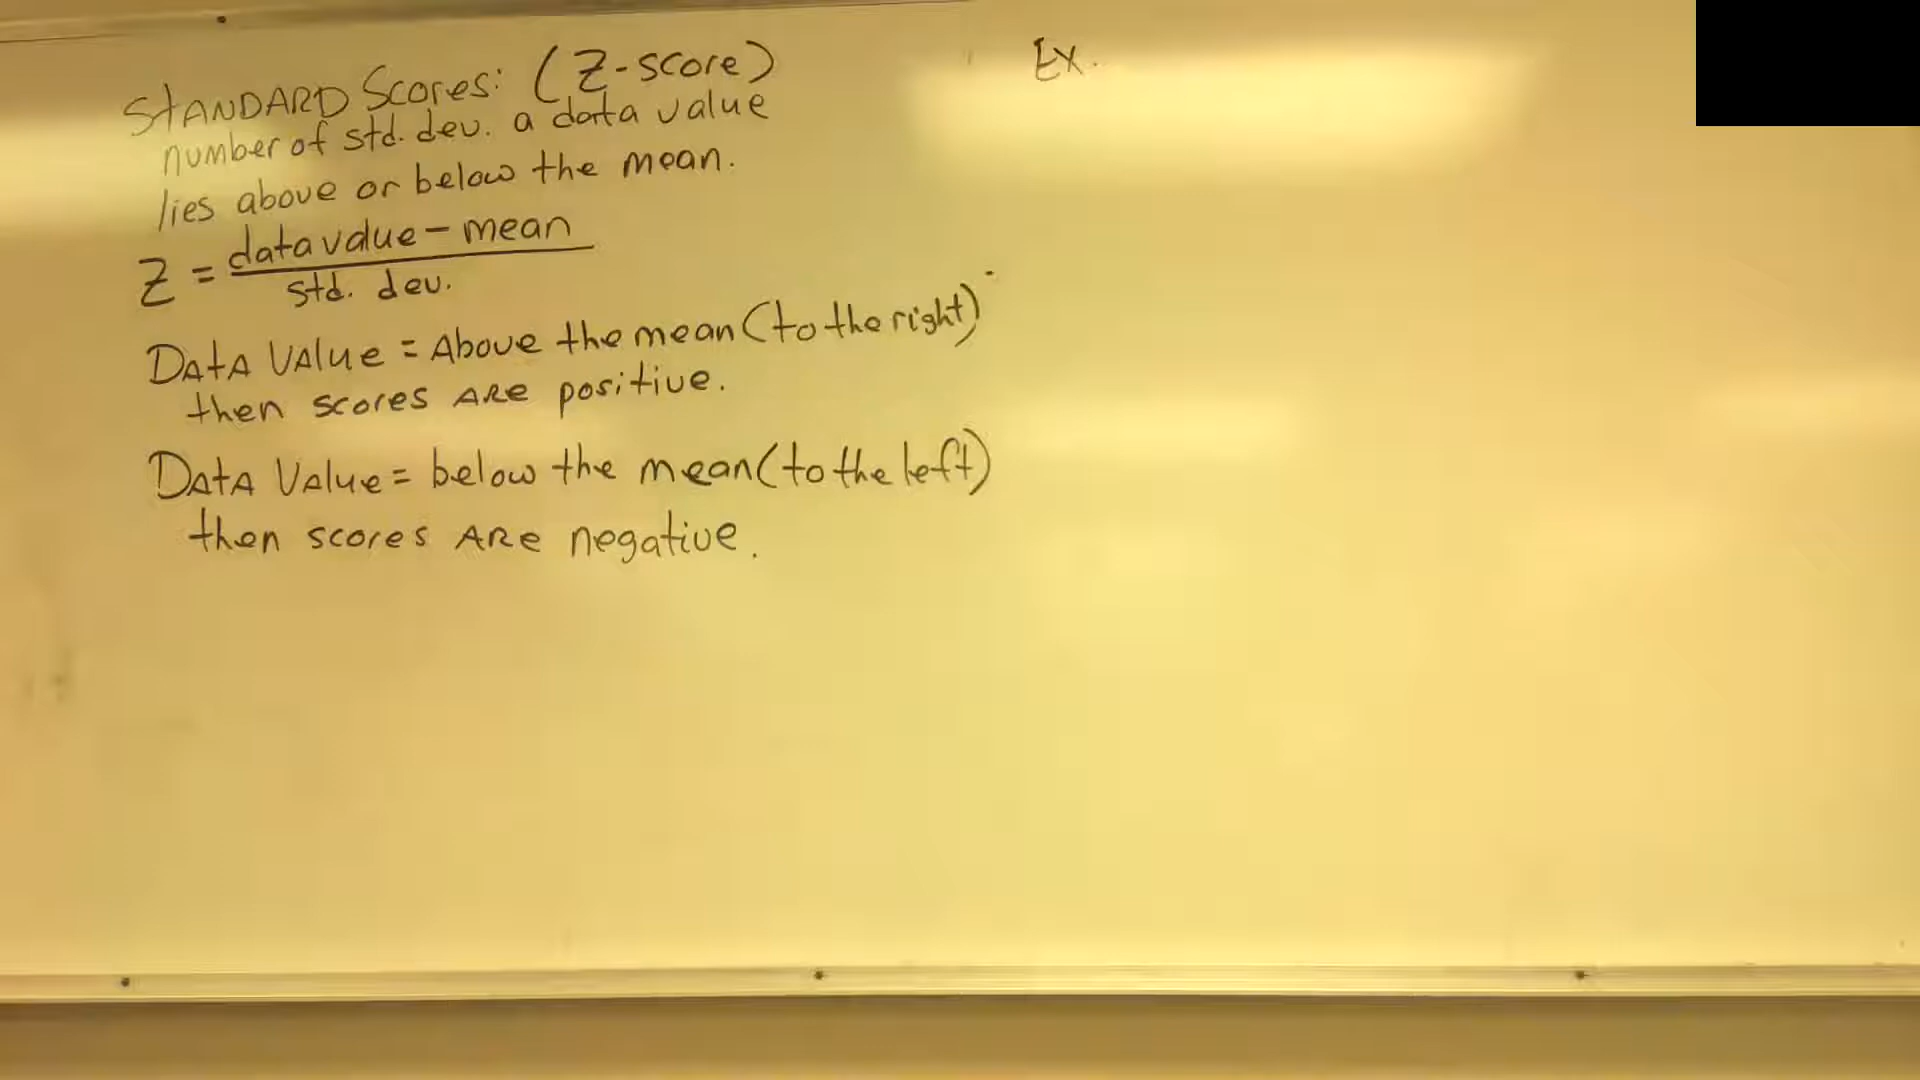 STANDARD Scores: (Z-score)
number of std. dev. a data value
lies above or below the mean.
Z = data value - mean
std. dev.
DATA VALUE = Above the mean (to the right)
then scores ARE positive.
DATA VALUE = below the mean (to the left)
then scores ARE negative.
Ex.